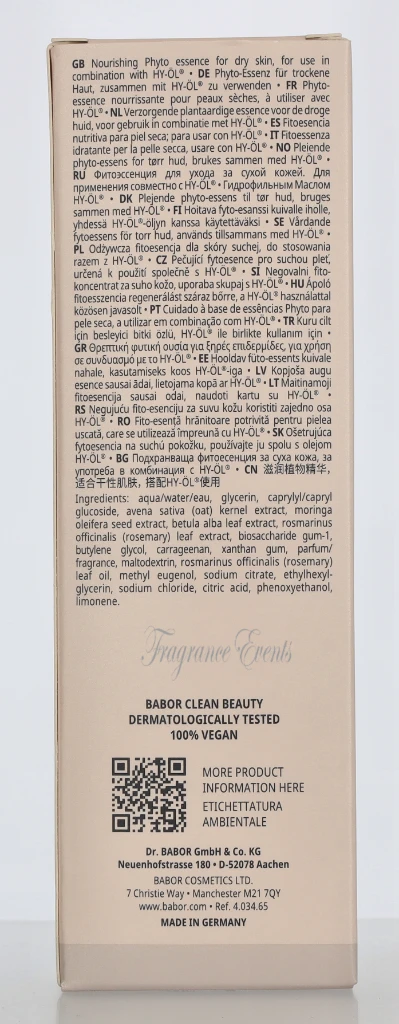 GB Nourishing Phyto essence for dry skin, for use in
combination with HY-ÖL® • DE Phyto-Essenz für trockene
Haut, zusammen mit HY-ÖL® zu verwenden • FR Phyto-
essence nourrissante pour peaux sèches, à utiliser avec
HY-ÖL® • NL Verzorgende plantaardige essence voor de droge
huid, voor gebruik in combinatie met HY-ÖL® • ES Fitoesencia
nutritiva para piel seca; para usar con HY-ÖL® • IT Fitoessenza
idratante per la pelle secca, usare con HY-ÖL® • NO Pleiende
phyto-essens for tørr hud, brukes sammen med HY-ÖL® •
RU Фитоэссенция для ухода за сухой кожей. Для
применения совместно с HY-ÖL® • Гидрофильным Маслом
HY-ÖL® • DK Plejende phyto-essens til tør hud, bruges
sammen med HY-ÖL® • FI Hoitava fyto-esanssi kuivalle iholle,
yhdessä HY-ÖL®-öljyn kanssa käytettäväksi • SE Vårdande
fytoessens för torr hud, används tillsammans med HY-ÖL® •
PL Odżywcza fitoesencja dla skóry suchej, do stosowania
razem z HY-ÖL® • CZ Pečující fytoesence pro suchou pleť,
určená k použití společně s HY-ÖL® • SI Negovalni fito-
koncentrat za suho kožo, uporaba skupaj s HY-ÖL® • HU Ápoló
fitoesszencia regenerálást száraz bőrre, a HY-ÖL® használattal
közösen javasolt • PT Cuidado à base de essências Phyto para
pele seca, a utilizar em combinação com HY-ÖL® • TR Kuru cilt
için besleyici bitki özlü, HY-ÖL® ile birlikte kullanım için •
GR Θρεπτική φυτική ουσία για ξηρές επιδερμίδες, για χρήση
σε συνδυασμό με το HY-ÖL® • EE Hooldav füto-essents kuivale
nahale, kasutamiseks koos HY-ÖL®-iga • LV Kopjoša augu
esence sausai ādai, lietojama kopā ar HY-ÖL® • LT Maitinamoji
fitoesencija sausai odai, naudoti kartu su HY-ÖL® •
RS Negujuću fito-esenciju za suvu kožu koristiti zajedno osa
HY-ÖL® • RO Fito-esență hrănitoare potrivită pentru pielea
uscată, care se utilizează împreună cu HY-ÖL® • SK Ošetrujúca
fytoesencia na suchú pokožku, používajte ju spolu s olejom
HY-ÖL® • BG Подхранваща фитоесенция за суха кожа, за
употреба в комбинация с HY-ÖL® • CN 滋润植物精华，
适合干性肌肤，搭配HY-ÖL®使用
Ingredients: aqua/water/eau, glycerin, caprylyl/capryl
glucoside, avena sativa (oat) kernel extract, moringa
oleifera seed extract, betula alba leaf extract, rosmarinus
officinalis (rosemary) leaf extract, biosaccharide gum-1,
butylene glycol, carrageenan, xanthan gum, parfum/
fragrance, maltodextrin, rosmarinus officinalis (rosemary)
leaf oil, methyl eugenol, sodium citrate, ethylhexyl-
glycerin, sodium chloride, citric acid, phenoxyethanol,
limonene.
Fragrance Events
BABOR CLEAN BEAUTY
DERMATOLOGICALLY TESTED
100% VEGAN
MORE PRODUCT
INFORMATION HERE
ETICHETTATURA
AMBIENTALE
Dr. BABOR GmbH & Co. KG
Neuenhofstrasse 180 • D-52078 Aachen
BABOR COSMETICS LTD.
7 Christie Way • Manchester M21 7QY
www.babor.com • Ref. 4.034.65
MADE IN GERMANY